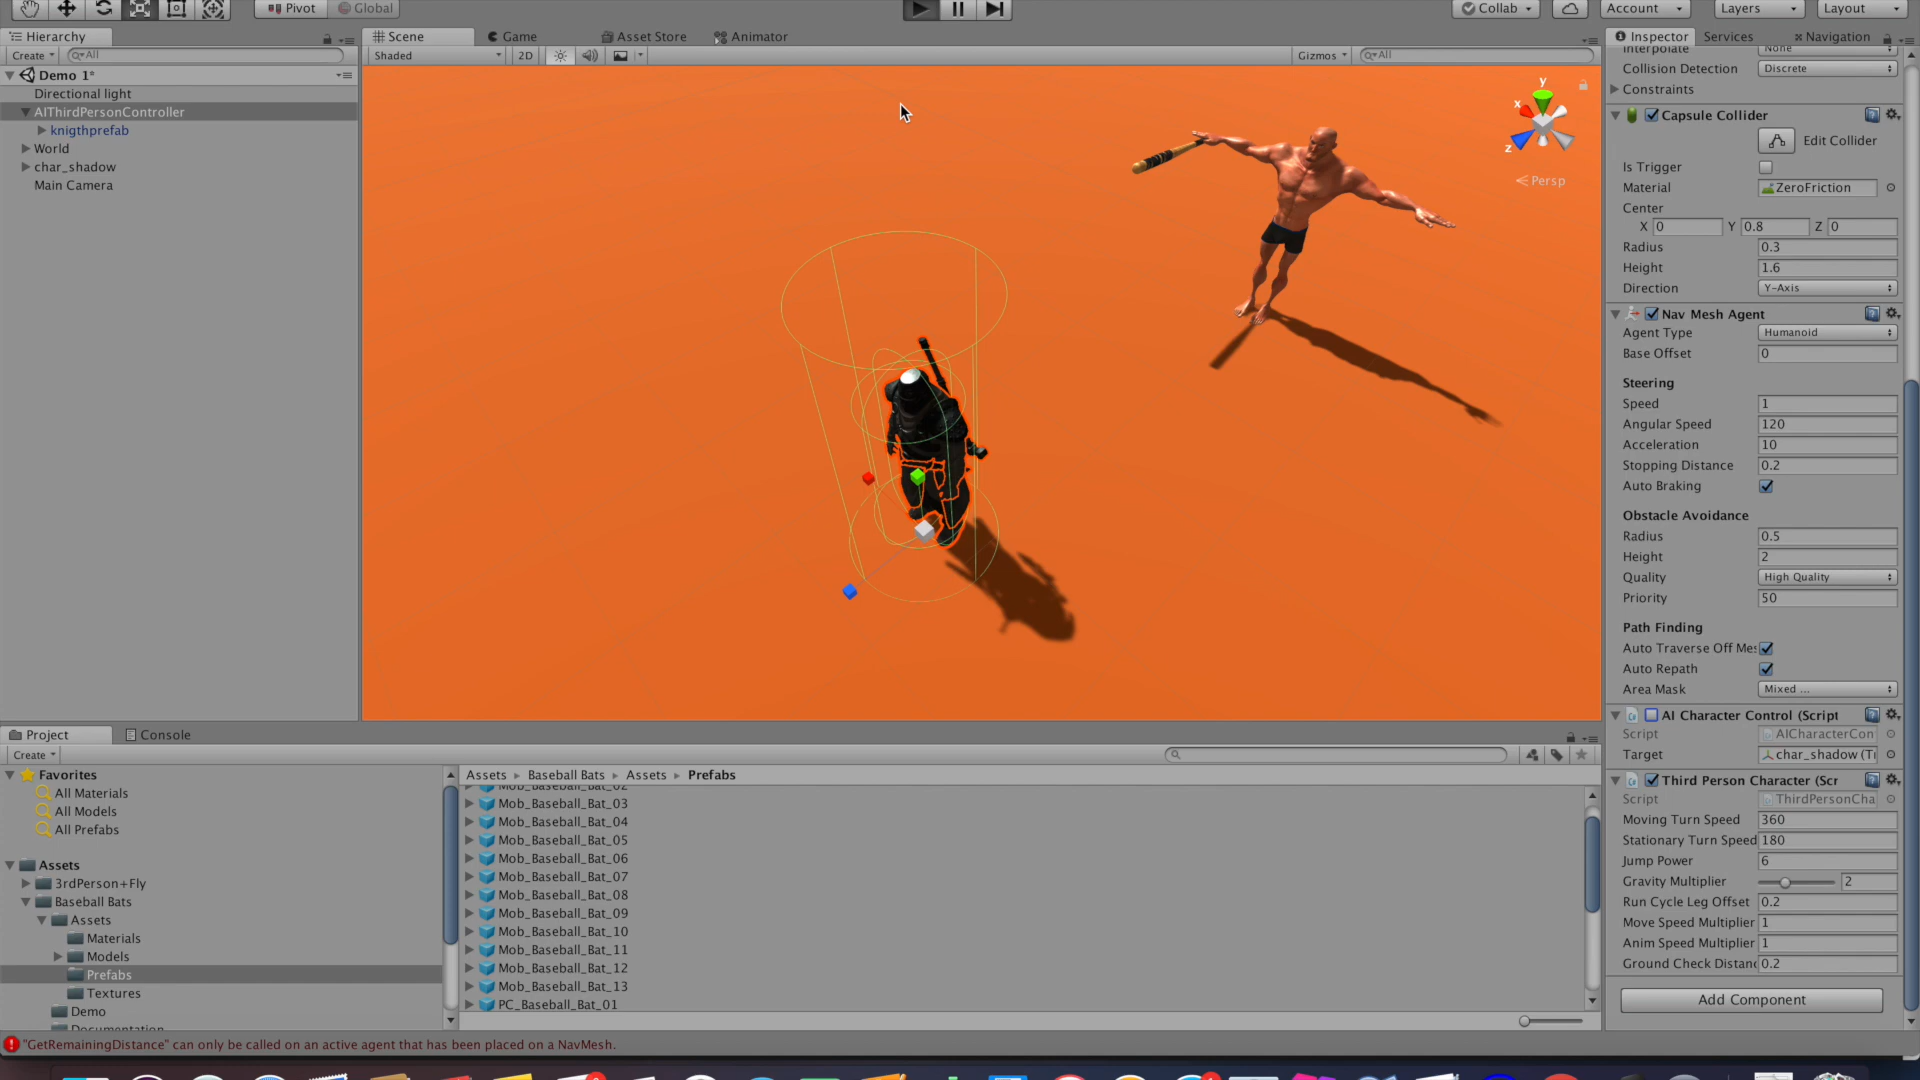 Pivot Global
Collab Account Layers Layout
Hierarchy
Create All
Demo 1*
Directional light
AIThirdPersonController
knigthprefab
World
char_shadow
Main Camera
Scene Game Asset Store Animator
Shaded 2D Gizmos All
y
x
z
Persp
Inspector Services Navigation
Interpolate None
Collision Detection Discrete
Constraints
Capsule Collider
Edit Collider
Is Trigger
Material ZeroFriction
Center
X 0 Y 0.8 Z 0
Radius 0.3
Height 1.6
Direction Y-Axis
Nav Mesh Agent
Agent Type Humanoid
Base Offset 0
Steering
Speed 1
Angular Speed 120
Acceleration 10
Stopping Distance 0.2
Auto Braking
Obstacle Avoidance
Radius 0.5
Height 2
Quality High Quality
Priority 50
Path Finding
Auto Traverse Off Mes
Auto Repath
Area Mask Mixed ...
AI Character Control (Script
Script AICharacterCon
Target char_shadow (Ti
Third Person Character (Scr
Script ThirdPersonCha
Moving Turn Speed 360
Stationary Turn Speed 180
Jump Power 6
Gravity Multiplier 2
Run Cycle Leg Offset 0.2
Move Speed Multiplier 1
Anim Speed Multiplier 1
Ground Check Distanc 0.2
Add Component
Project Console
Create
Favorites
All Materials
All Models
All Prefabs
Assets
3rdPerson+Fly
Baseball Bats
Assets
Materials
Models
Prefabs
Textures
Demo
Documentation
Assets Baseball Bats Assets Prefabs
Mob_Baseball_Bat_02
Mob_Baseball_Bat_03
Mob_Baseball_Bat_04
Mob_Baseball_Bat_05
Mob_Baseball_Bat_06
Mob_Baseball_Bat_07
Mob_Baseball_Bat_08
Mob_Baseball_Bat_09
Mob_Baseball_Bat_10
Mob_Baseball_Bat_11
Mob_Baseball_Bat_12
Mob_Baseball_Bat_13
PC_Baseball_Bat_01
"GetRemainingDistance" can only be called on an active agent that has been placed on a NavMesh.